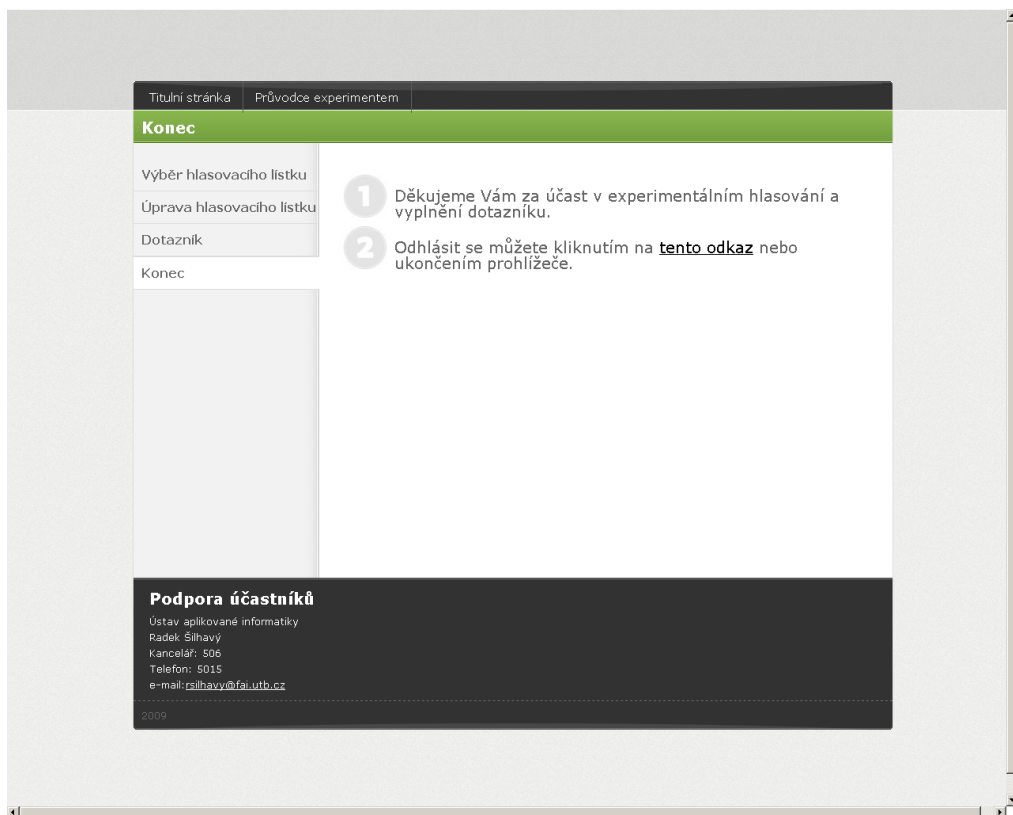 Titulní stránka Průvodce experimentem
Konec
Výběr hlasovacího lístku
Úprava hlasovacího lístku
Dotazník
Konec
1 Děkujeme Vám za účast v experimentálním hlasování a
vyplnění dotazníku.
2 Odhlásit se můžete kliknutím na tento odkaz nebo
ukončením prohlížeče.
Podpora účastníků
Ústav aplikované informatiky
Radek Šilhavý
Kancelář: 506
Telefon: 5015
e-mail:rsilhavy@fai.utb.cz
2009